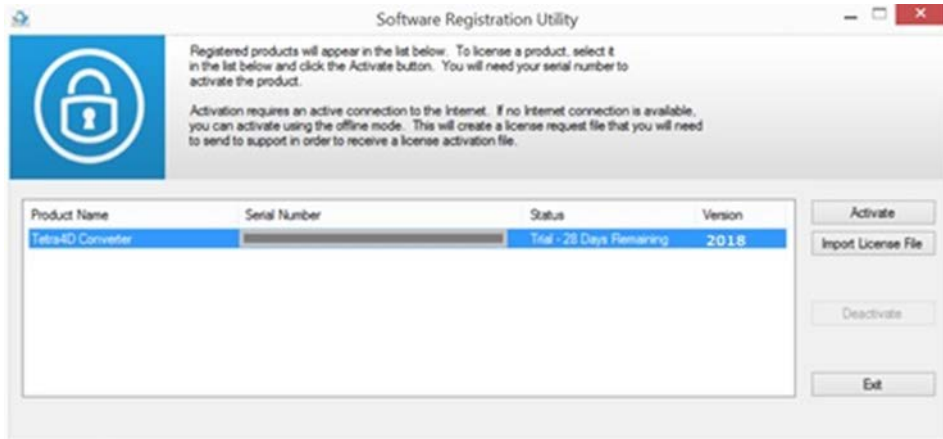 Software Registration Utility
Registered products will appear in the list below. To license a product, select it
in the list below and click the Activate button. You will need your serial number to
activate the product.
Activation requires an active connection to the Internet. If no Internet connection is available,
you can activate using the offline mode. This will create a license request file that you will need
to send to support in order to receive a license activation file.
Product Name Serial Number Status Version
Tetra4D Converter Trial - 28 Days Remaining 2018
Activate
Import License File
Deactivate
Exit